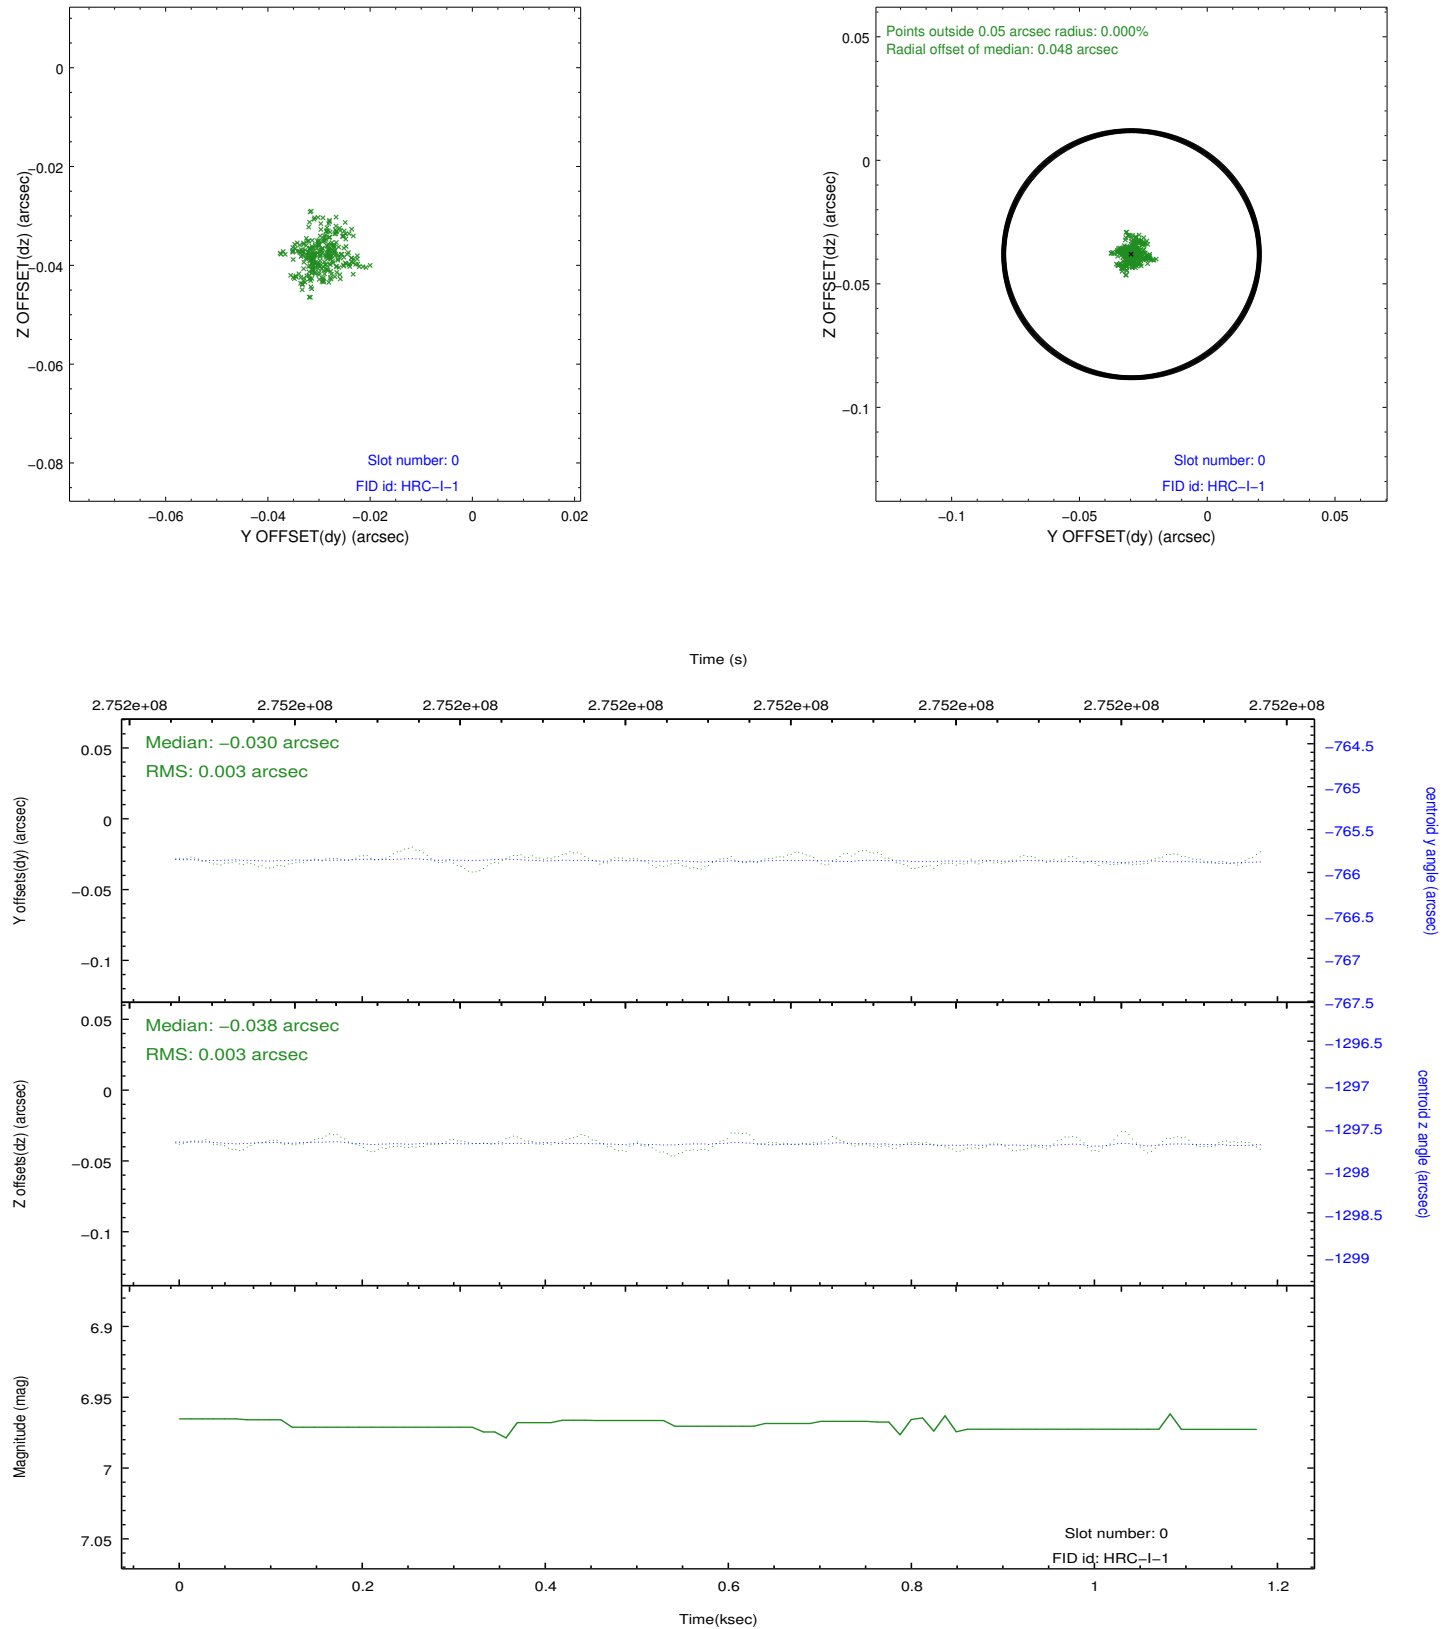 0
−0.02
−0.04
−0.06
−0.08
Z OFFSET(dz) (arcsec)
Slot number: 0
FID id: HRC−I−1
−0.06 −0.04 −0.02 0 0.02
Y OFFSET(dy) (arcsec)
Points outside 0.05 arcsec radius: 0.000%
Radial offset of median: 0.048 arcsec
0.05
0
−0.05
−0.1
Z OFFSET(dz) (arcsec)
Slot number: 0
FID id: HRC−I−1
−0.1 −0.05 0 0.05
Y OFFSET(dy) (arcsec)
Time (s)
2.752e+08 2.752e+08 2.752e+08 2.752e+08 2.752e+08 2.752e+08 2.752e+08 2.752e+08
Median: −0.030 arcsec
RMS: 0.003 arcsec
0.05
0
−0.05
−0.1
Y offsets(dy) (arcsec)
−764.5
−765
−765.5
−766
−766.5
−767
−767.5
centroid y angle (arcsec)
Median: −0.038 arcsec
RMS: 0.003 arcsec
0.05
0
−0.05
−0.1
Z offsets(dz) (arcsec)
−1296.5
−1297
−1297.5
−1298
−1298.5
−1299
centroid z angle (arcsec)
6.9
6.95
7
7.05
Magnitude (mag)
Slot number: 0
FID id: HRC−I−1
0 0.2 0.4 0.6 0.8 1 1.2
Time(ksec)